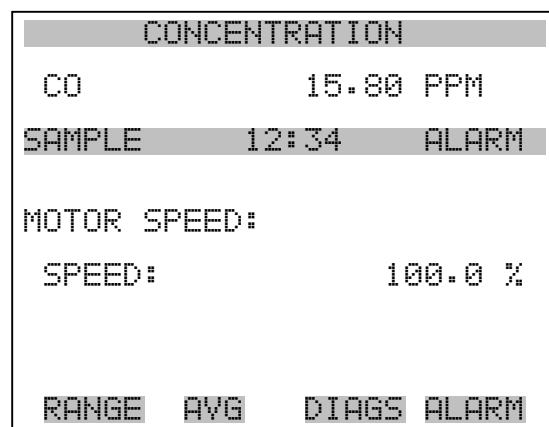 CONCENTRATION
CO 15.80 PPM
SAMPLE 12:34 ALARM
MOTOR SPEED:
SPEED: 100.0 %
RANGE AVG DIAGS ALARM